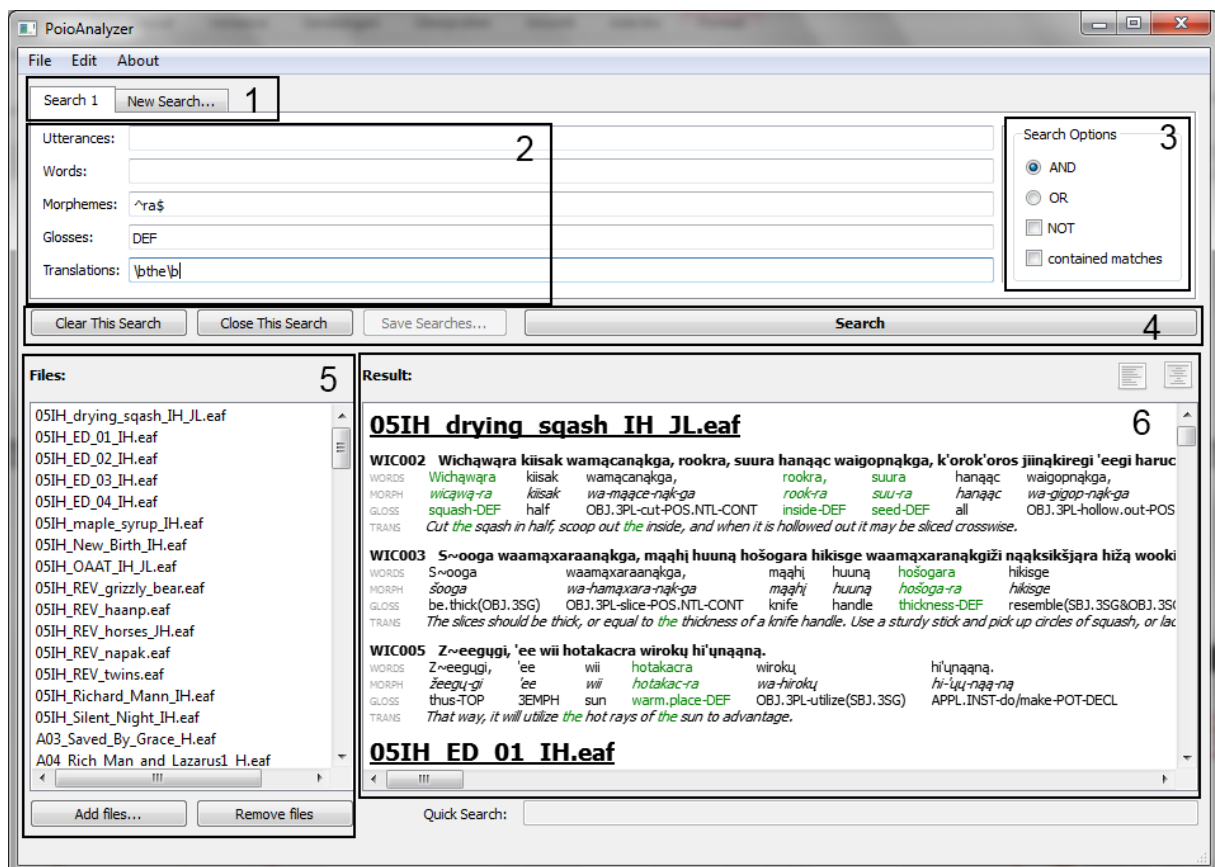 PoioAnalyzer
File Edit About
Search 1 New Search... 1
Utterances: 2
Words:
Morphemes: ^ra$
Glosses: DEF
Translations: \bthe\b
Search Options 3
AND
OR
NOT
contained matches
Clear This Search Close This Search Save Searches... Search 4
Files: 5
05IH_drying_sqash_IH_JL.eaf
05IH_ED_01_IH.eaf
05IH_ED_02_IH.eaf
05IH_ED_03_IH.eaf
05IH_ED_04_IH.eaf
05IH_maple_syrup_IH.eaf
05IH_New_Birth_IH.eaf
05IH_OAAT_IH_JL.eaf
05IH_REV_grizzly_bear.eaf
05IH_REV_haanp.eaf
05IH_REV_horses_JH.eaf
05IH_REV_napak.eaf
05IH_REV_twins.eaf
05IH_Richard_Mann_IH.eaf
05IH_Silent_Night_IH.eaf
A03_Saved_By_Grace_H.eaf
A04_Rich_Man_and_Lazarus1_H.eaf
Add files... Remove files
Result: 6
05IH_drying_sqash_IH_JL.eaf
WIC002 Wichąwąra kiisak wamącanąkga, rookra, suura hanąąc waigopnąkga, k'orok'oros jiinąkiregi 'eegi haruc
WORDS Wichąwąra kiisak wamącanąkga, rookra, suura hanąąc waigopnąkga,
MORPH wicąwą-ra kiisak wa-mąące-nąk-ga rook-ra suu-ra hanąąc wa-gigop-nąk-ga
GLOSS squash-DEF half OBJ.3PL-cut-POS.NTL-CONT inside-DEF seed-DEF all OBJ.3PL-hollow.out-POS
TRANS Cut the sqash in half, scoop out the inside, and when it is hollowed out it may be sliced crosswise.
WIC003 S~ooga waamąxaraanąkga, mąąhį huuną hošogara hikisge waamąxaranąkgiži nąąksikšjara hižą wooki
WORDS S~ooga waamąxaraanąkga, mąąhį huuną hošogara hikisge
MORPH šooga wa-hamąxara-nąk-ga mąąhį huuną hošoga-ra hikisge
GLOSS be.thick(OBJ.3SG) OBJ.3PL-slice-POS.NTL-CONT knife handle thickness-DEF resemble(SBJ.3SG&OBJ.3SG
TRANS The slices should be thick, or equal to the thickness of a knife handle. Use a sturdy stick and pick up circles of squash, or lac
WIC005 Z~eegųgi, 'ee wii hotakacra wirokų hi'ųnąąną.
WORDS Z~eegųgi, 'ee wii hotakacra wirokų hi'ųnąąną.
MORPH žeegų-gi 'ee wii hotakac-ra wa-hirokų hi-'ųų-nąą-ną
GLOSS thus-TOP 3EMPH sun warm.place-DEF OBJ.3PL-utilize(SBJ.3SG) APPL.INST-do/make-POT-DECL
TRANS That way, it will utilize the hot rays of the sun to advantage.
05IH_ED_01_IH.eaf
Quick Search: